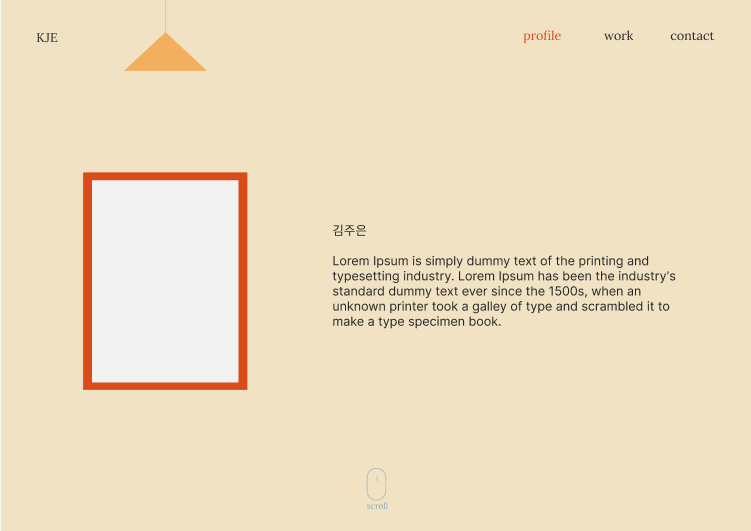 KJE
profile
work
contact
김주은
Lorem Ipsum is simply dummy text of the printing and
typesetting industry. Lorem Ipsum has been the industry's
standard dummy text ever since the 1500s, when an
unknown printer took a galley of type and scrambled it to
make a type specimen book.
scroll